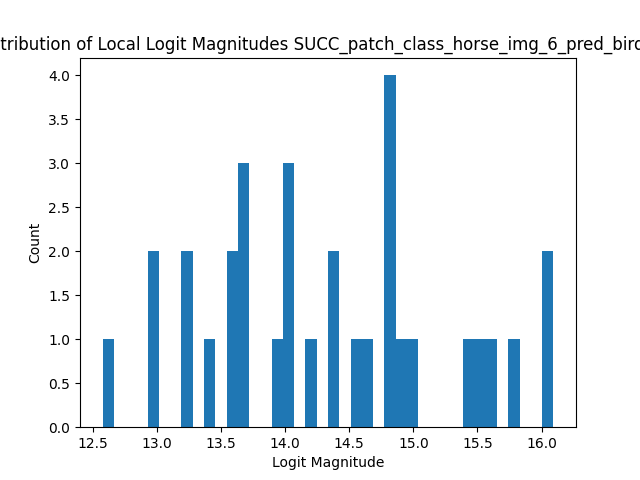 tribution of Local Logit Magnitudes SUCC_patch_class_horse_img_6_pred_bird
4.0
3.5
3.0
2.5
2.0
1.5
1.0
0.5
0.0
Count
12.5 13.0 13.5 14.0 14.5 15.0 15.5 16.0
Logit Magnitude